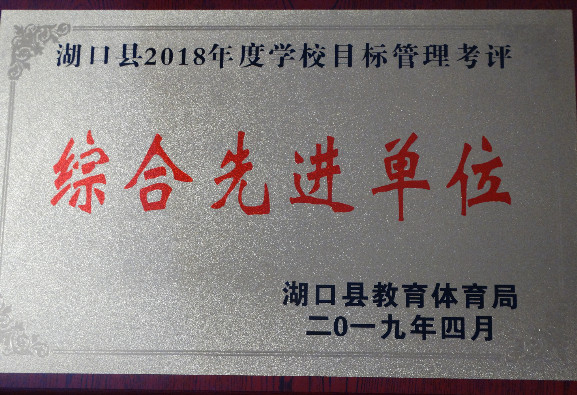 湖口县2018年度学校目标管理考评
综合先进单位
湖口县教育体育局
二0一九年四月